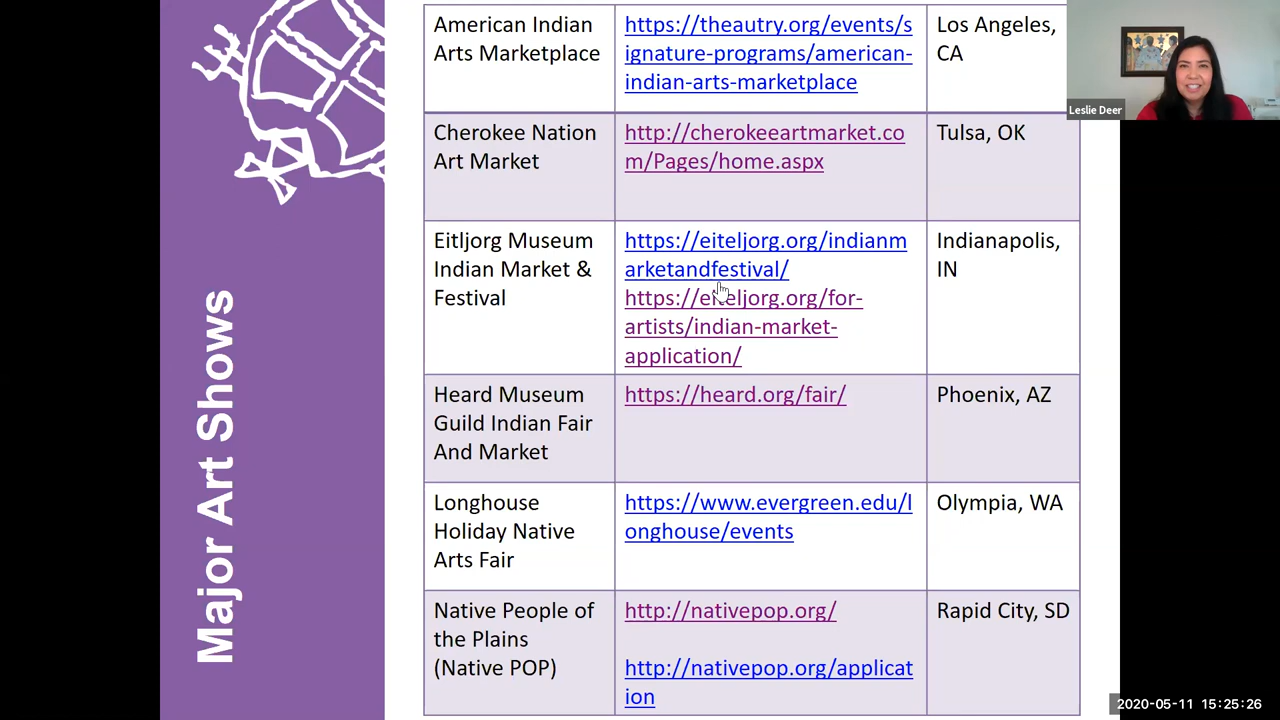 Major Art Shows
American Indian
Arts Marketplace
https://theautry.org/events/s
ignature-programs/american-
indian-arts-marketplace
Los Angeles,
CA
Leslie Deer
Cherokee Nation
Art Market
http://cherokeeartmarket.co
m/Pages/home.aspx
Tulsa, OK
Eitljorg Museum
Indian Market &
Festival
https://eiteljorg.org/indianm
arketandfestival/
https://eiteljorg.org/for-
artists/indian-market-
application/
Indianapolis,
IN
Heard Museum
Guild Indian Fair
And Market
https://heard.org/fair/
Phoenix, AZ
Longhouse
Holiday Native
Arts Fair
https://www.evergreen.edu/l
onghouse/events
Olympia, WA
Native People of
the Plains
(Native POP)
http://nativepop.org/
http://nativepop.org/applicat
ion
Rapid City, SD
2020-05-11 15:25:26